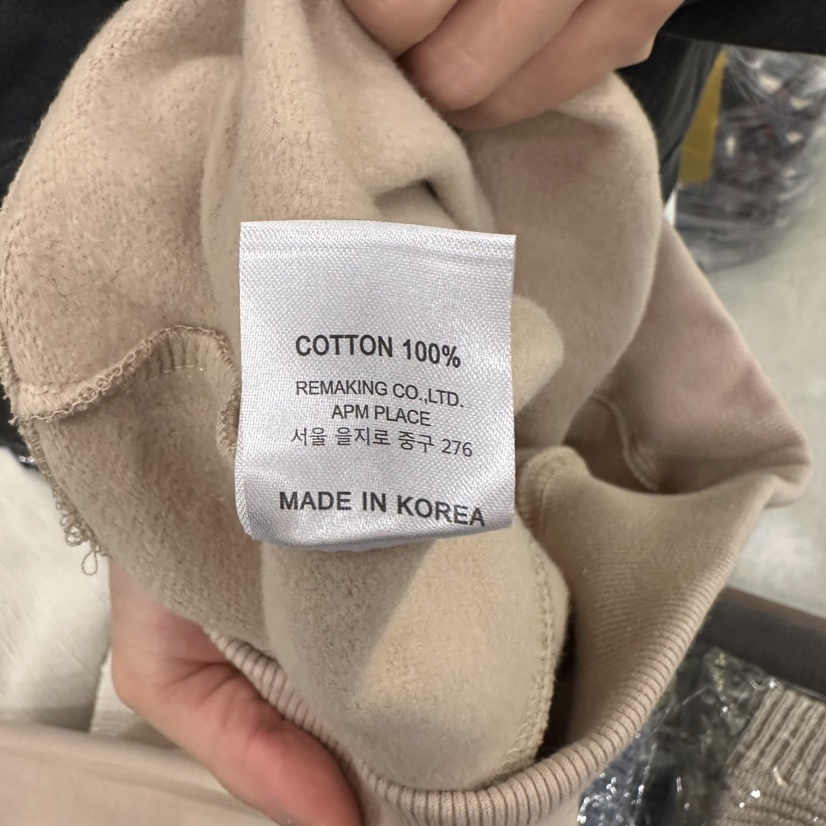 COTTON 100%
REMAKING CO.,LTD.
APM PLACE
서울 을지로 중구 276
MADE IN KOREA